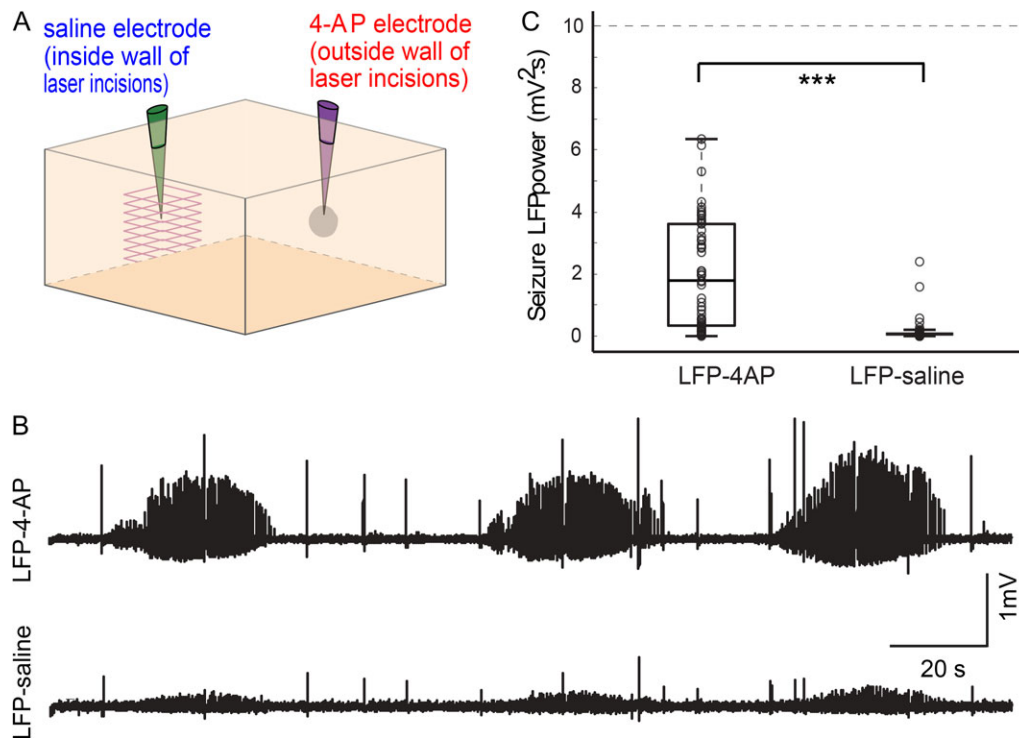 A
saline electrode
(inside wall of
laser incisions)
4-AP electrode
(outside wall of
laser incisions)
C
Seizure LFPpower (mV²·s)
10
8
6
4
2
0
***
LFP-4AP
LFP-saline
B
LFP-4-AP
LFP-saline
1mV
20 s